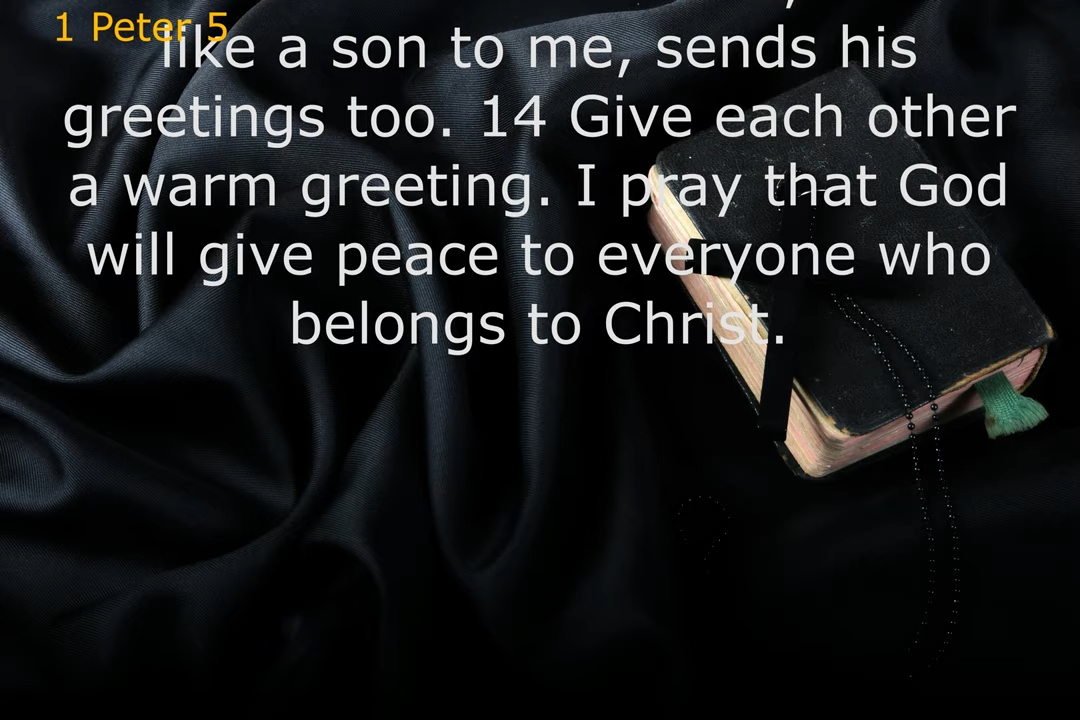 1 Peter 5
like a son to me, sends his
greetings too. 14 Give each other
a warm greeting. I pray that God
will give peace to everyone who
belongs to Christ.